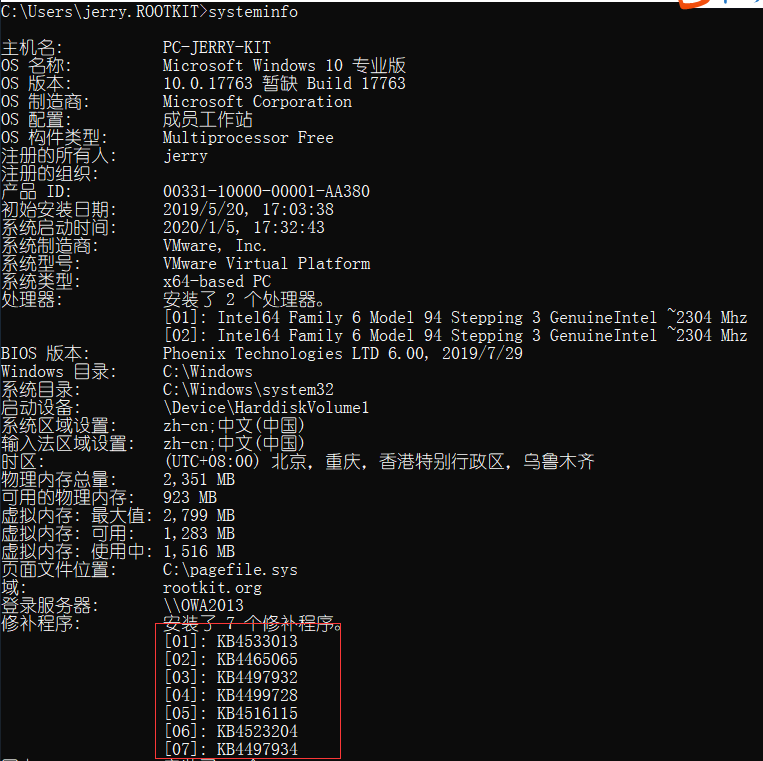 C:\Users\jerry.ROOTKIT>systeminfo
主机名: PC-JERRY-KIT
OS 名称: Microsoft Windows 10 专业版
OS 版本: 10.0.17763 暂缺 Build 17763
OS 制造商: Microsoft Corporation
OS 配置: 成员工作站
OS 构件类型: Multiprocessor Free
注册的所有人: jerry
注册的组织:
产品 ID: 00331-10000-00001-AA380
初始安装日期: 2019/5/20, 17:03:38
系统启动时间: 2020/1/5, 17:32:43
系统制造商: VMware, Inc.
系统型号: VMware Virtual Platform
系统类型: x64-based PC
处理器: 安装了 2 个处理器。
[01]: Intel64 Family 6 Model 94 Stepping 3 GenuineIntel ~2304 Mhz
[02]: Intel64 Family 6 Model 94 Stepping 3 GenuineIntel ~2304 Mhz
BIOS 版本: Phoenix Technologies LTD 6.00, 2019/7/29
Windows 目录: C:\Windows
系统目录: C:\Windows\system32
启动设备: \Device\HarddiskVolume1
系统区域设置: zh-cn;中文(中国)
输入法区域设置: zh-cn;中文(中国)
时区: (UTC+08:00) 北京，重庆，香港特别行政区，乌鲁木齐
物理内存总量: 2,351 MB
可用的物理内存: 923 MB
虚拟内存: 最大值: 2,799 MB
虚拟内存: 可用: 1,283 MB
虚拟内存: 使用中: 1,516 MB
页面文件位置: C:\pagefile.sys
域: rootkit.org
登录服务器: \\OWA2013
修补程序: 安装了 7 个修补程序。
[01]: KB4533013
[02]: KB4465065
[03]: KB4497932
[04]: KB4499728
[05]: KB4516115
[06]: KB4523204
[07]: KB4497934